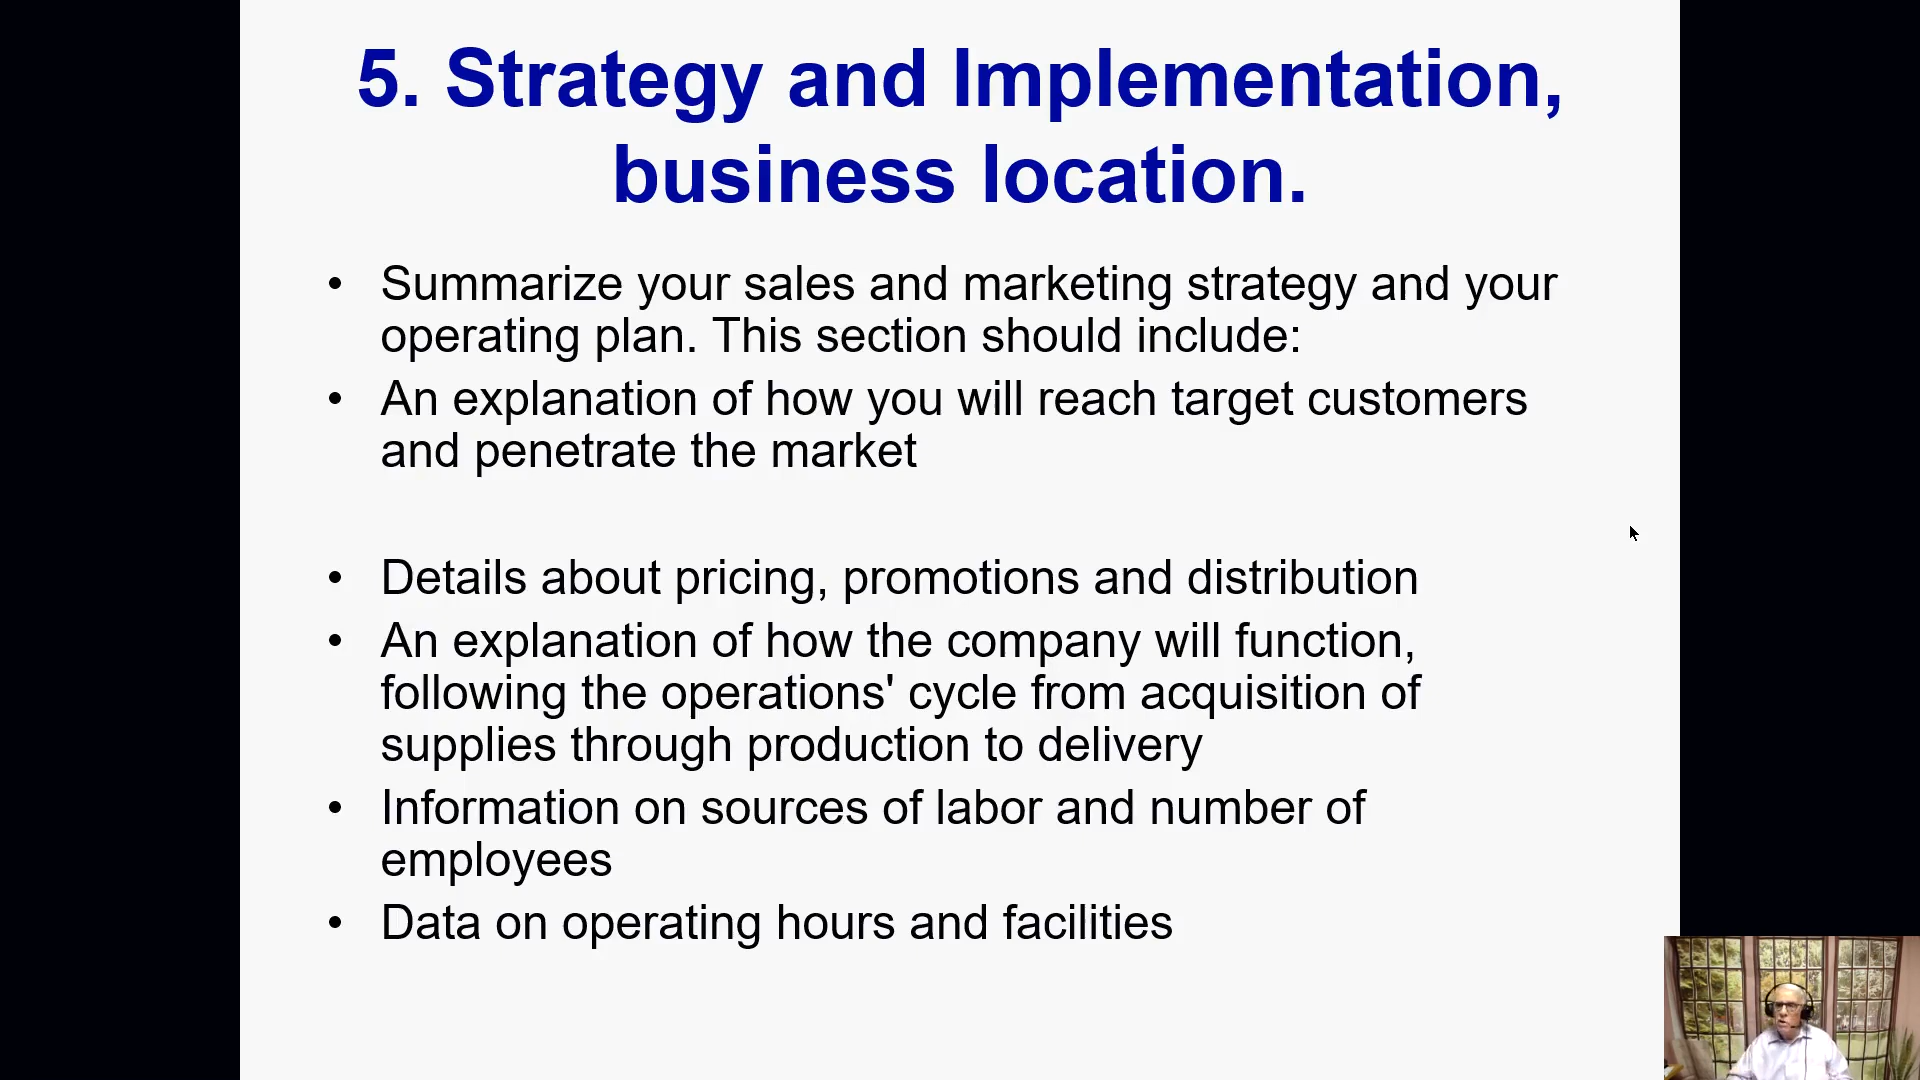 5. Strategy and Implementation,
business location.
• Summarize your sales and marketing strategy and your
operating plan. This section should include:
• An explanation of how you will reach target customers
and penetrate the market
• Details about pricing, promotions and distribution
• An explanation of how the company will function,
following the operations' cycle from acquisition of
supplies through production to delivery
• Information on sources of labor and number of
employees
• Data on operating hours and facilities